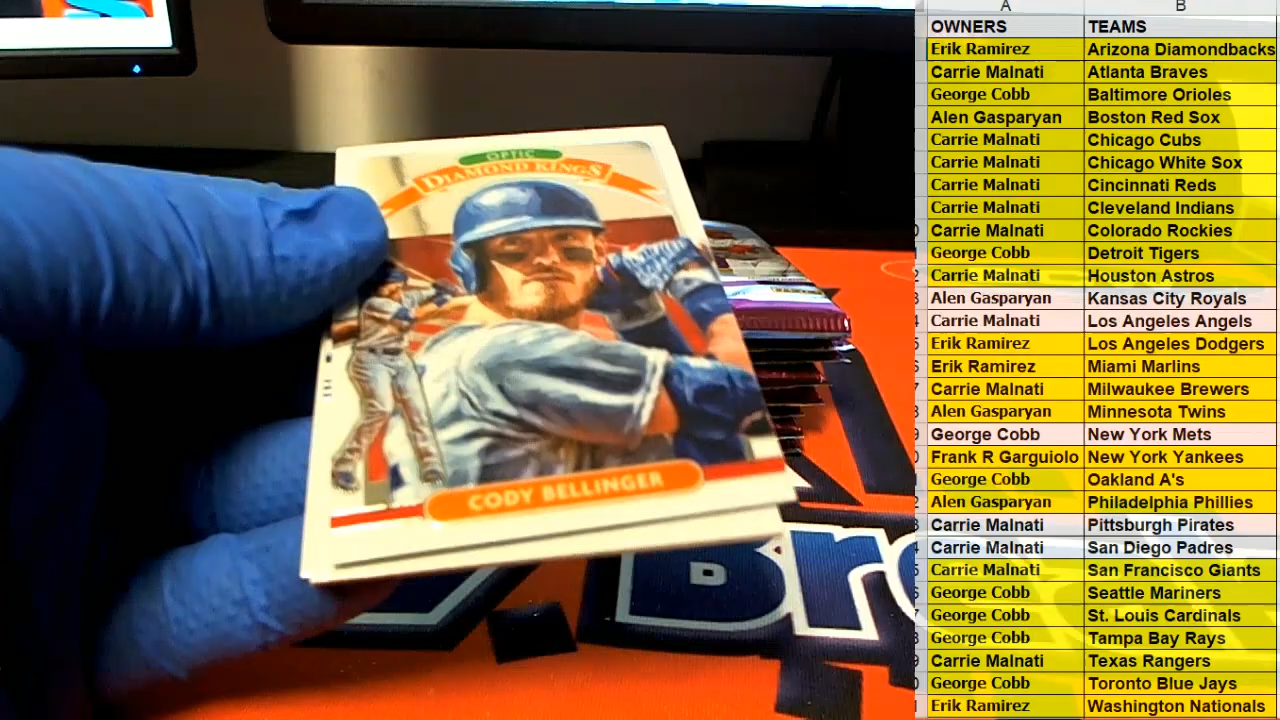 OPTIC
DIAMOND KINGS
CODY BELLINGER
Br
A B
OWNERS TEAMS
Erik Ramirez Arizona Diamondbacks
Carrie Malnati Atlanta Braves
George Cobb Baltimore Orioles
Alen Gasparyan Boston Red Sox
Carrie Malnati Chicago Cubs
Carrie Malnati Chicago White Sox
Carrie Malnati Cincinnati Reds
Carrie Malnati Cleveland Indians
Carrie Malnati Colorado Rockies
George Cobb Detroit Tigers
Carrie Malnati Houston Astros
Alen Gasparyan Kansas City Royals
Carrie Malnati Los Angeles Angels
Erik Ramirez Los Angeles Dodgers
Erik Ramirez Miami Marlins
Carrie Malnati Milwaukee Brewers
Alen Gasparyan Minnesota Twins
George Cobb New York Mets
Frank R Garguiolo New York Yankees
George Cobb Oakland A's
Alen Gasparyan Philadelphia Phillies
Carrie Malnati Pittsburgh Pirates
Carrie Malnati San Diego Padres
Carrie Malnati San Francisco Giants
George Cobb Seattle Mariners
George Cobb St. Louis Cardinals
George Cobb Tampa Bay Rays
Carrie Malnati Texas Rangers
George Cobb Toronto Blue Jays
Erik Ramirez Washington Nationals